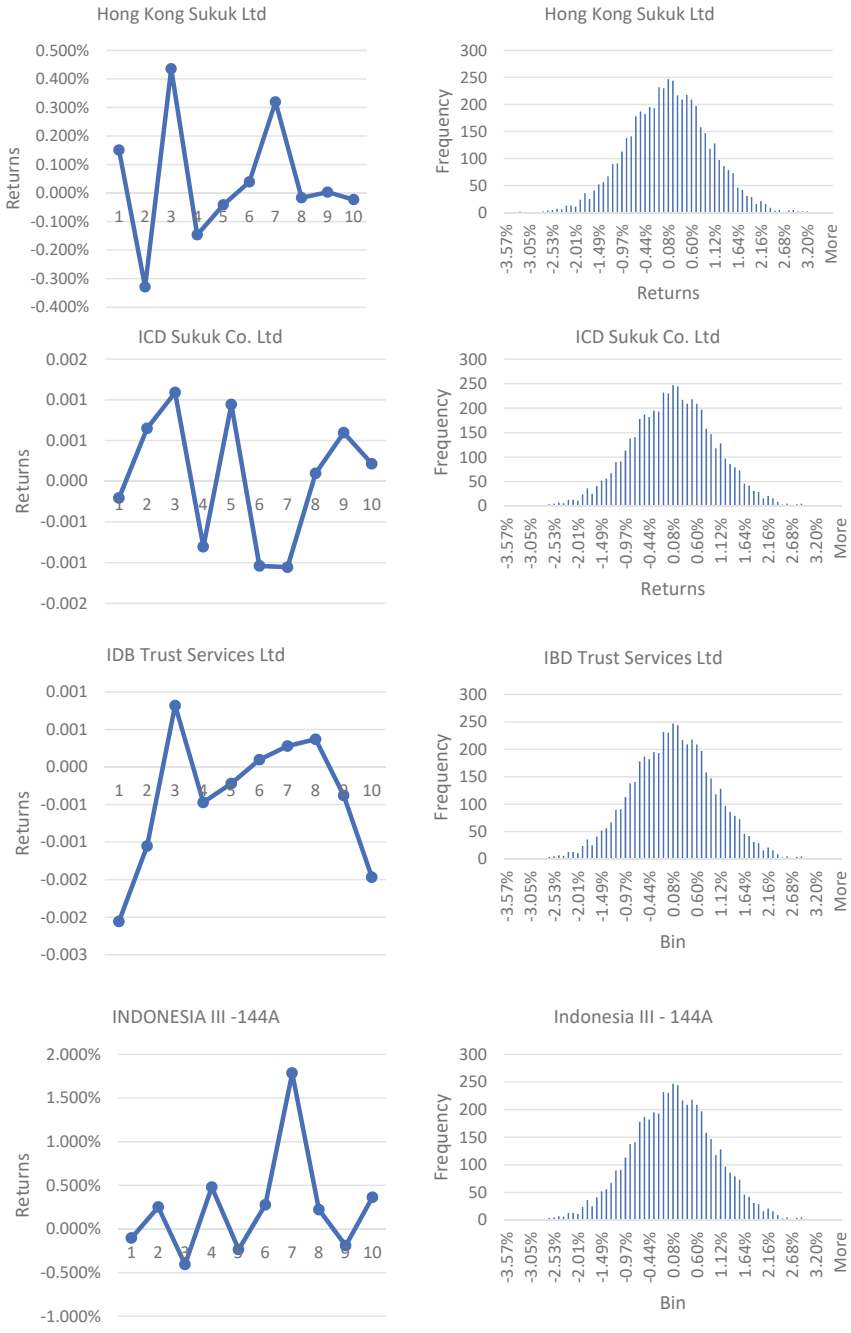 Hong Kong Sukuk Ltd
0.500%
0.400%
0.300%
0.200%
0.100%
0.000%
-0.100%
-0.200%
-0.300%
-0.400%
Returns
1 2 3 4 5 6 7 8 9 10
Hong Kong Sukuk Ltd
300
250
200
150
100
50
0
Frequency
-3.57% -3.05% -2.53% -2.01% -1.49% -0.97% -0.44% 0.08% 0.60% 1.12% 1.64% 2.16% 2.68% 3.20% More
Returns
ICD Sukuk Co. Ltd
0.002
0.001
0.001
0.000
-0.001
-0.001
-0.002
Returns
1 2 3 4 5 6 7 8 9 10
ICD Sukuk Co. Ltd
300
250
200
150
100
50
0
Frequency
-3.57% -3.05% -2.53% -2.01% -1.49% -0.97% -0.44% 0.08% 0.60% 1.12% 1.64% 2.16% 2.68% 3.20% More
Returns
IDB Trust Services Ltd
0.001
0.001
0.000
-0.001
-0.001
-0.002
-0.002
-0.003
Returns
1 2 3 4 5 6 7 8 9 10
IBD Trust Services Ltd
300
250
200
150
100
50
0
Frequency
-3.57% -3.05% -2.53% -2.01% -1.49% -0.97% -0.44% 0.08% 0.60% 1.12% 1.64% 2.16% 2.68% 3.20% More
Bin
INDONESIA III -144A
2.000%
1.500%
1.000%
0.500%
0.000%
-0.500%
-1.000%
Returns
1 2 3 4 5 6 7 8 9 10
Indonesia III - 144A
300
250
200
150
100
50
0
Frequency
-3.57% -3.05% -2.53% -2.01% -1.49% -0.97% -0.44% 0.08% 0.60% 1.12% 1.64% 2.16% 2.68% 3.20% More
Bin